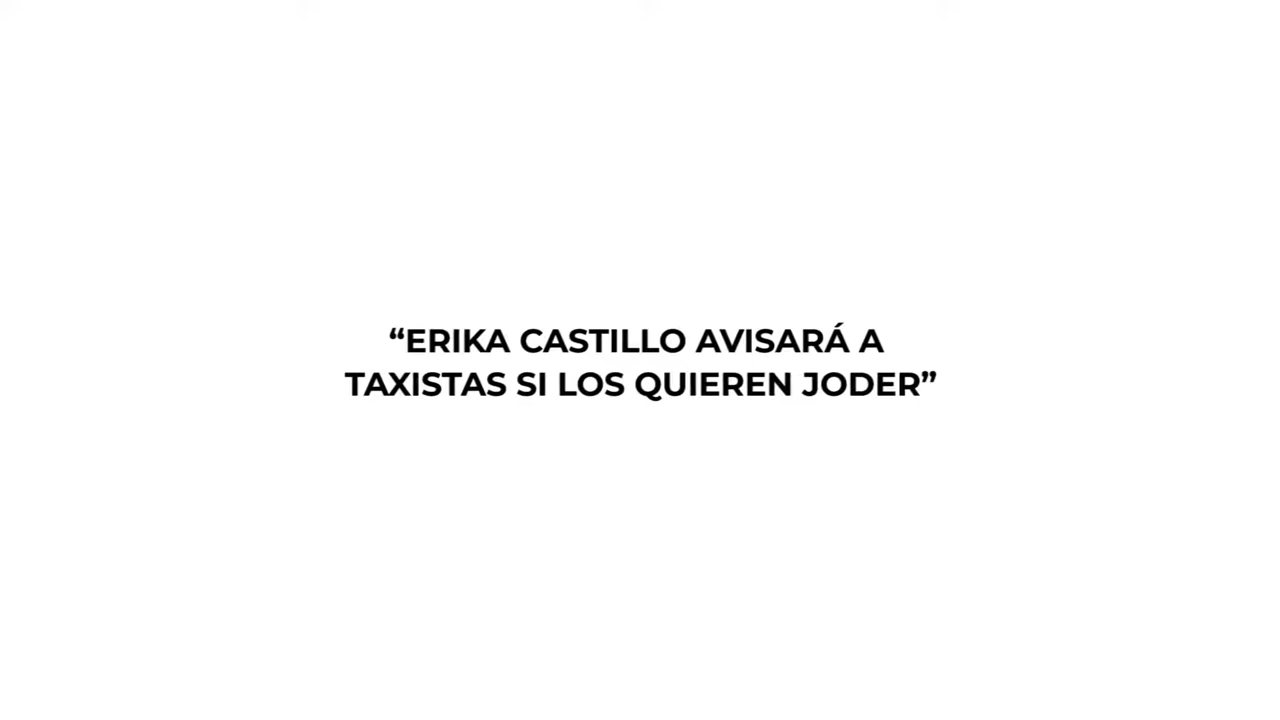 “ERIKA CASTILLO AVISARÁ A
TAXISTAS SI LOS QUIEREN JODER”